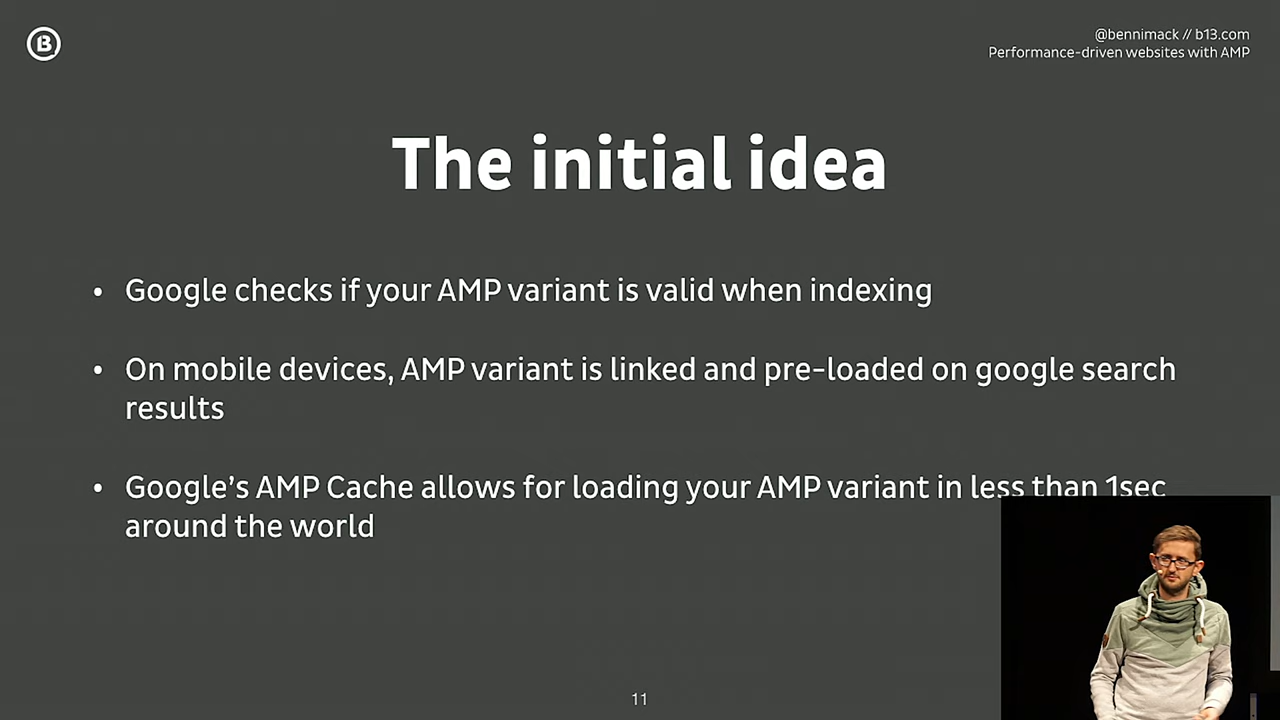 B
@bennimack // b13.com
Performance-driven websites with AMP
The initial idea
• Google checks if your AMP variant is valid when indexing
• On mobile devices, AMP variant is linked and pre-loaded on google search
results
• Google's AMP Cache allows for loading your AMP variant in less than 1sec
around the world
11